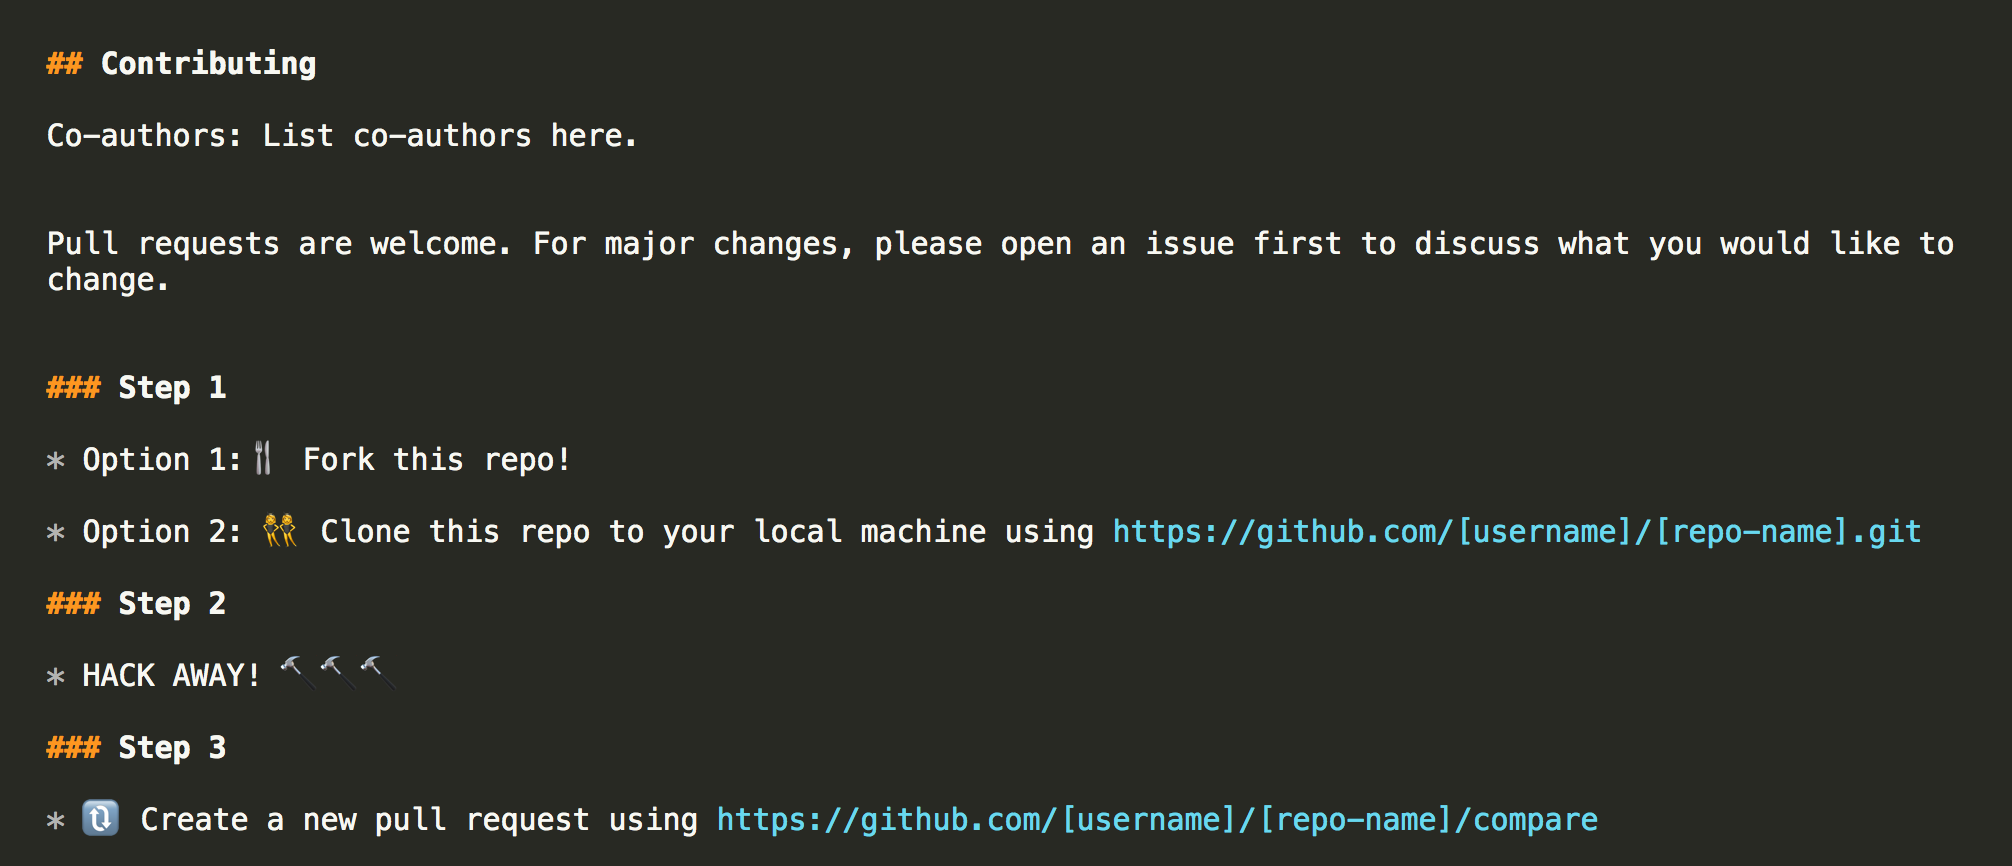 ## Contributing
Co-authors: List co-authors here.
Pull requests are welcome. For major changes, please open an issue first to discuss what you would like to
change.
### Step 1
* Option 1:🍴 Fork this repo!
* Option 2: 👯 Clone this repo to your local machine using https://github.com/[username]/[repo-name].git
### Step 2
* HACK AWAY! 🔨🔨🔨
### Step 3
* 🔃 Create a new pull request using https://github.com/[username]/[repo-name]/compare